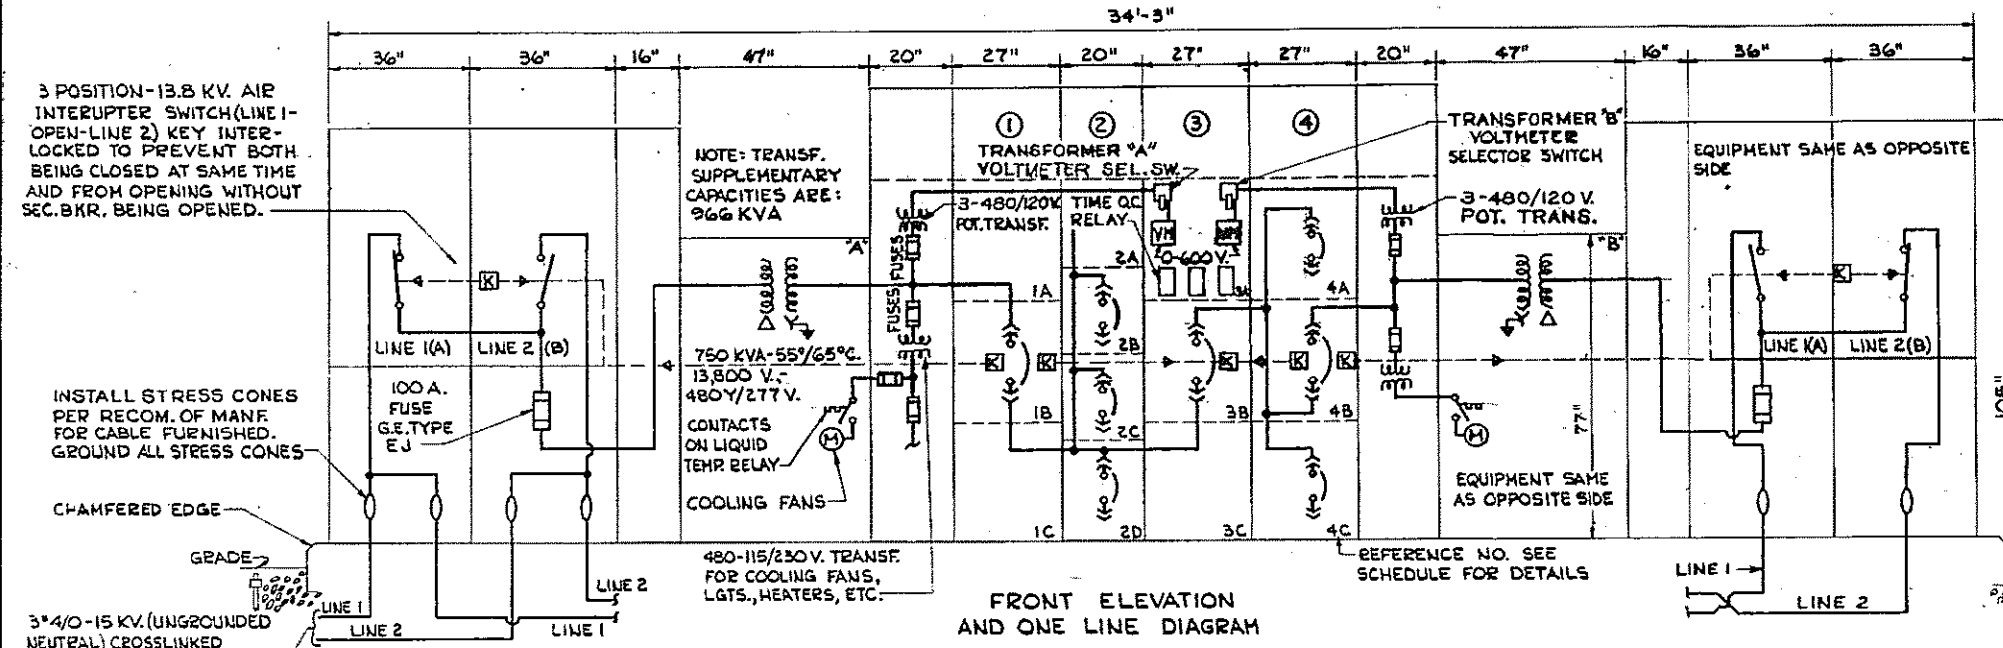 34'-3"
36" 36" 16" 47" 20" 27" 20" 27" 27" 20" 47" 16" 36" 36"
3 POSITION-13.8 KV. AIR
INTERUPTER SWITCH (LINE 1-
OPEN-LINE 2) KEY INTER-
LOCKED TO PREVENT BOTH
BEING CLOSED AT SAME TIME
AND FROM OPENING WITHOUT
SEC. BKR. BEING OPENED.
NOTE: TRANSF.
SUPPLEMENTARY
CAPACITIES ARE:
966 KVA
1 2 3 4
TRANSFORMER "A"
VOLTMETER SEL. SW.
TRANSFORMER "B"
VOLTMETER
SELECTOR SWITCH
EQUIPMENT SAME AS OPPOSITE
SIDE
3-480/120V.
POT. TRANSF.
TIME O.C.
RELAY
3-480/120 V.
POT. TRANS.
VM VM
0-600 V.
"A"
"B"
FUSES FUSES
K
K
1A 2A 3A 4A
LINE 1(A) LINE 2 (B)
LINE 1(A) LINE 2(B)
2B
K K K K K
750 KVA-55°/65°C.
13,800 V.-
480Y/277 V.
100 A.
FUSE
G.E. TYPE
EJ
1B 2C 3B 4B
CONTACTS
ON LIQUID
TEMP. RELAY
M
M
COOLING FANS
77"
105"
INSTALL STRESS CONES
PER RECOM. OF MANF.
FOR CABLE FURNISHED.
GROUND ALL STRESS CONES
EQUIPMENT SAME
AS OPPOSITE SIDE
CHAMFERED EDGE
1C 2D 3C 4C
GRADE
480-115/230 V. TRANSF.
FOR COOLING FANS,
LGTS., HEATERS, ETC.
REFERENCE NO. SEE
SCHEDULE FOR DETAILS
LINE 2
LINE 1
LINE 1
LINE 2
LINE 1
LINE 2
FRONT ELEVATION
AND ONE LINE DIAGRAM
3#4/0-15 KV. (UNGROUNDED
NEUTRAL) CROSSLINKED